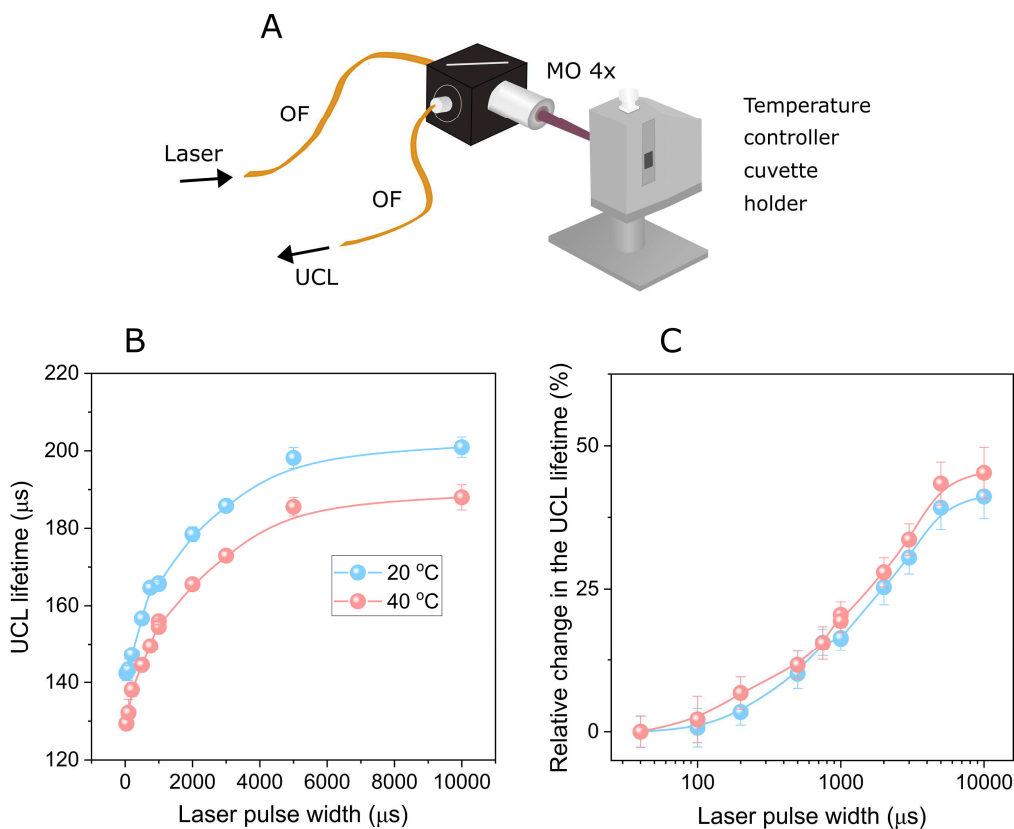 A
MO 4x
OF
Laser
OF
UCL
Temperature
controller
cuvette
holder
B
UCL lifetime (μs)
220
200
180
160
140
120
20 °C
40 °C
0
2000
4000
6000
8000
10000
Laser pulse width (μs)
C
Relative change in the UCL lifetime (%)
50
25
0
100
1000
10000
Laser pulse width (μs)